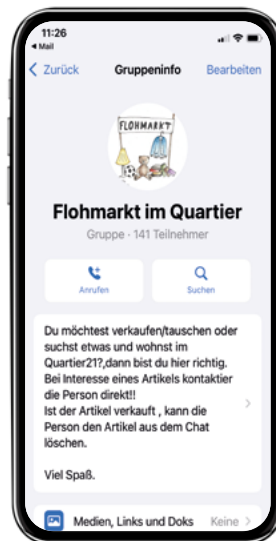 11:26
◀ Mail
Zurück Gruppeninfo Bearbeiten
FLOHMARKT
Flohmarkt im Quartier
Gruppe · 141 Teilnehmer
Anrufen Suchen
Du möchtest verkaufen/tauschen oder
suchst etwas und wohnst im
Quartier21?,dann bist du hier richtig.
Bei Interesse eines Artikels kontaktier
die Person direkt!!
Ist der Artikel verkauft , kann die
Person den Artikel aus dem Chat
löschen.
Viel Spaß.
Medien, Links und Doks Keine